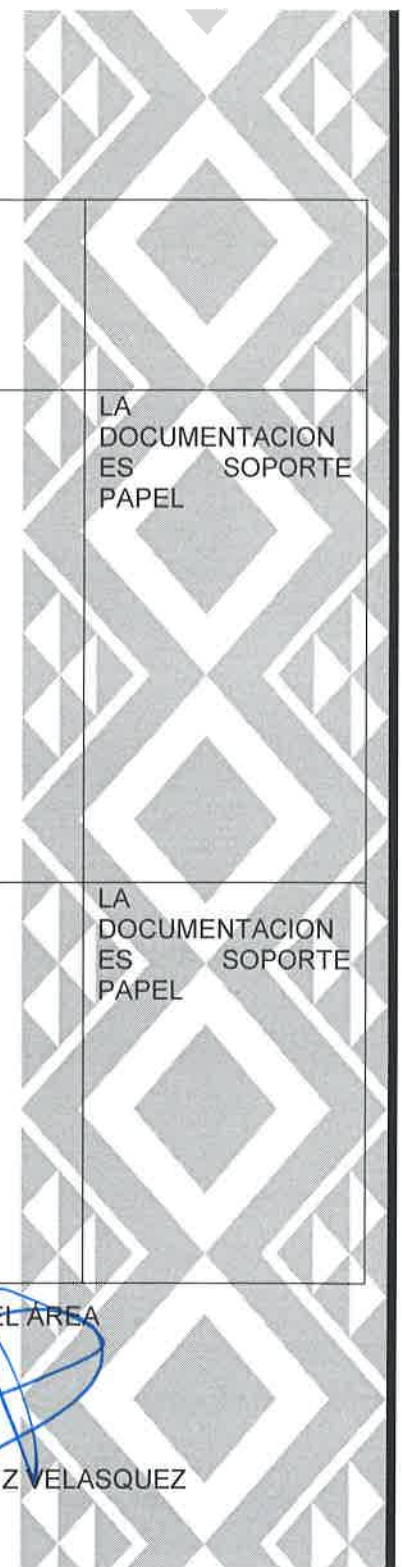 LA
DOCUMENTACION
ES SOPORTE
PAPEL
LA
DOCUMENTACION
ES SOPORTE
PAPEL
EL ÁREA
Z VELASQUEZ